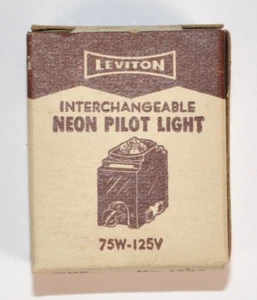 LEVITON
INTERCHANGEABLE
NEON PILOT LIGHT
75W-125V